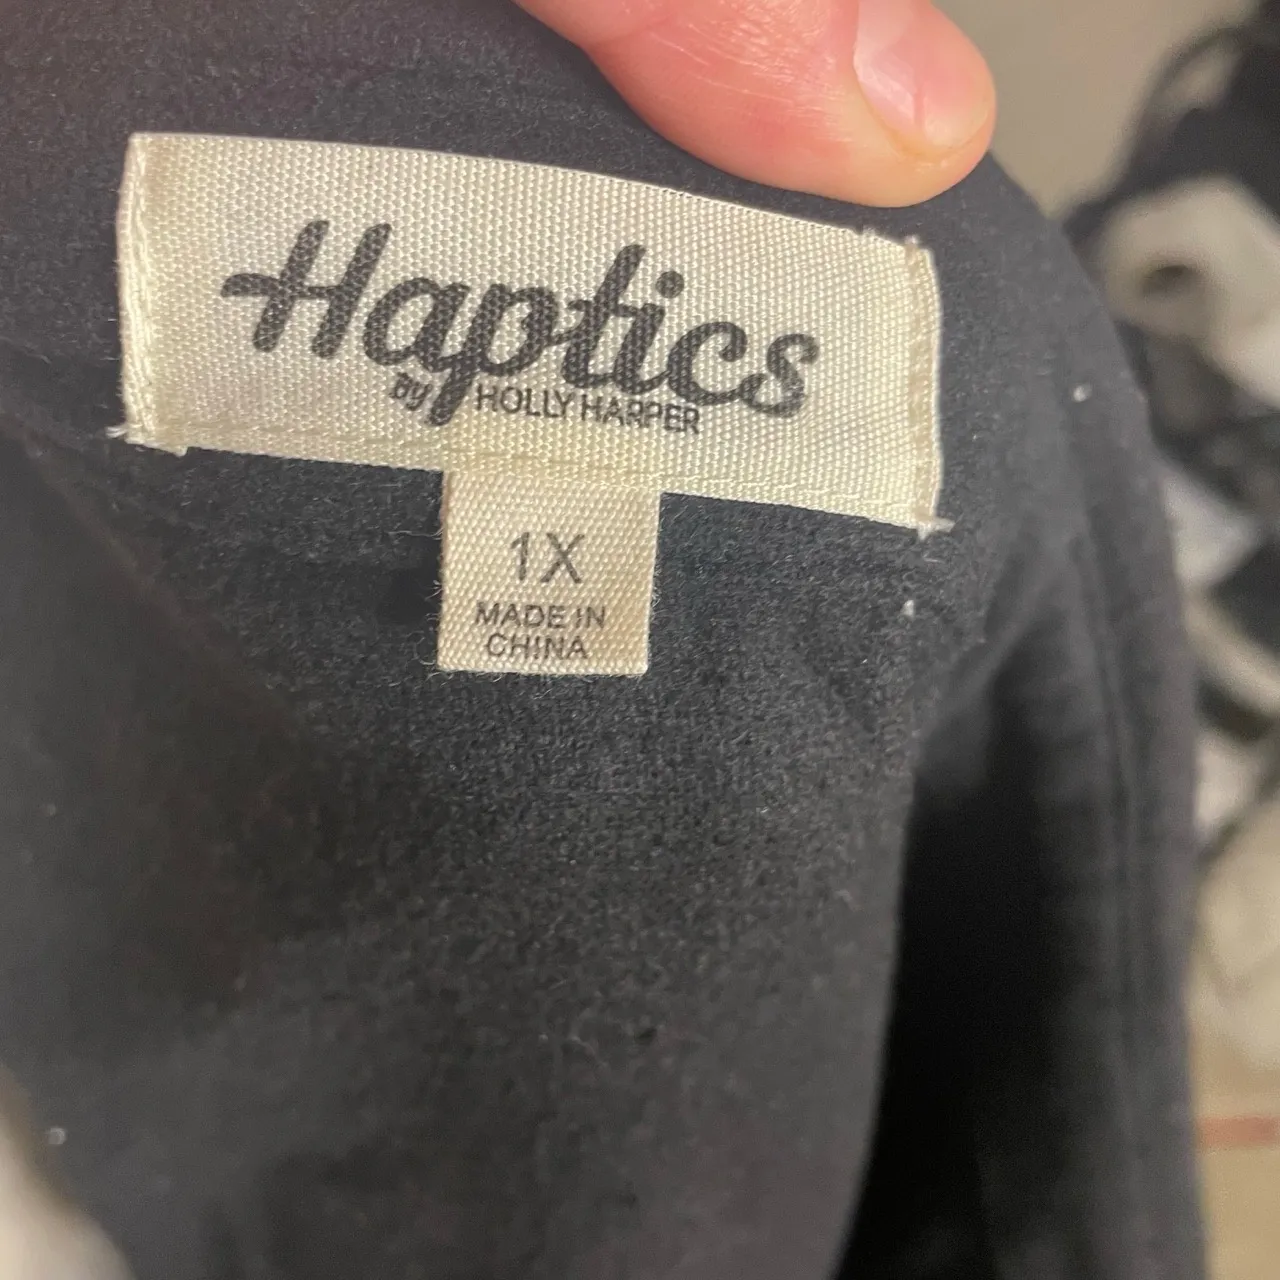 Haptics
BY HOLLY HARPER
1X
MADE IN
CHINA